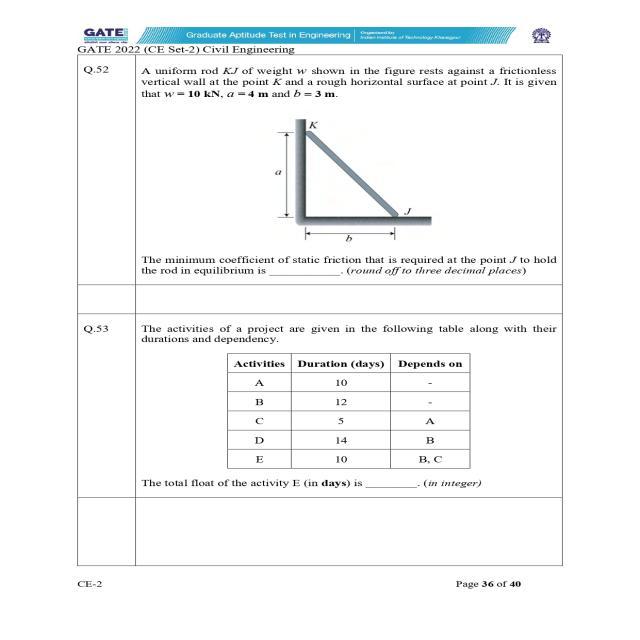 GATE
Graduate Aptitude Test in Engineering
Organised by
Indian Institute of Technology Kharagpur
GATE 2022 (CE Set-2) Civil Engineering
Q.52
A uniform rod KJ of weight w shown in the figure rests against a frictionless
vertical wall at the point K and a rough horizontal surface at point J. It is given
that w = 10 kN, a = 4 m and b = 3 m.
K
a
J
b
The minimum coefficient of static friction that is required at the point J to hold
the rod in equilibrium is ____________. (round off to three decimal places)
Q.53
The activities of a project are given in the following table along with their
durations and dependency.
Activities Duration (days) Depends on
A 10 -
B 12 -
C 5 A
D 14 B
E 10 B, C
The total float of the activity E (in days) is ________. (in integer)
CE-2
Page 36 of 40